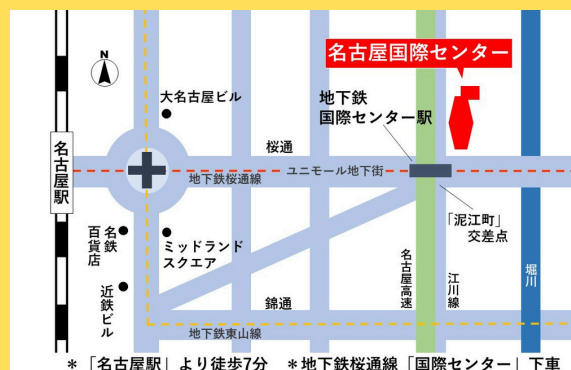 名古屋国際センター
N
大名古屋ビル
地下鉄
国際センター駅
桜通
ユニモール地下街
地下鉄桜通線
名古屋駅
「泥江町」
交差点
名鉄
百貨店
ミッドランド
スクエア
近鉄ビル
名古屋高速
江川線
堀川
錦通
地下鉄東山線
＊「名古屋駅」より徒歩7分　＊地下鉄桜通線「国際センター」下車